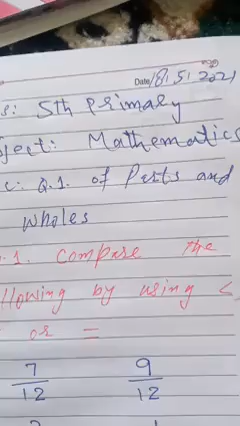 Date 18.5.2021
s: 5th primary
ject: Mathematics
c: Q.1. of Parts and
wholes
.1. Compare the
llowing by using <
or =
7/12 9/12